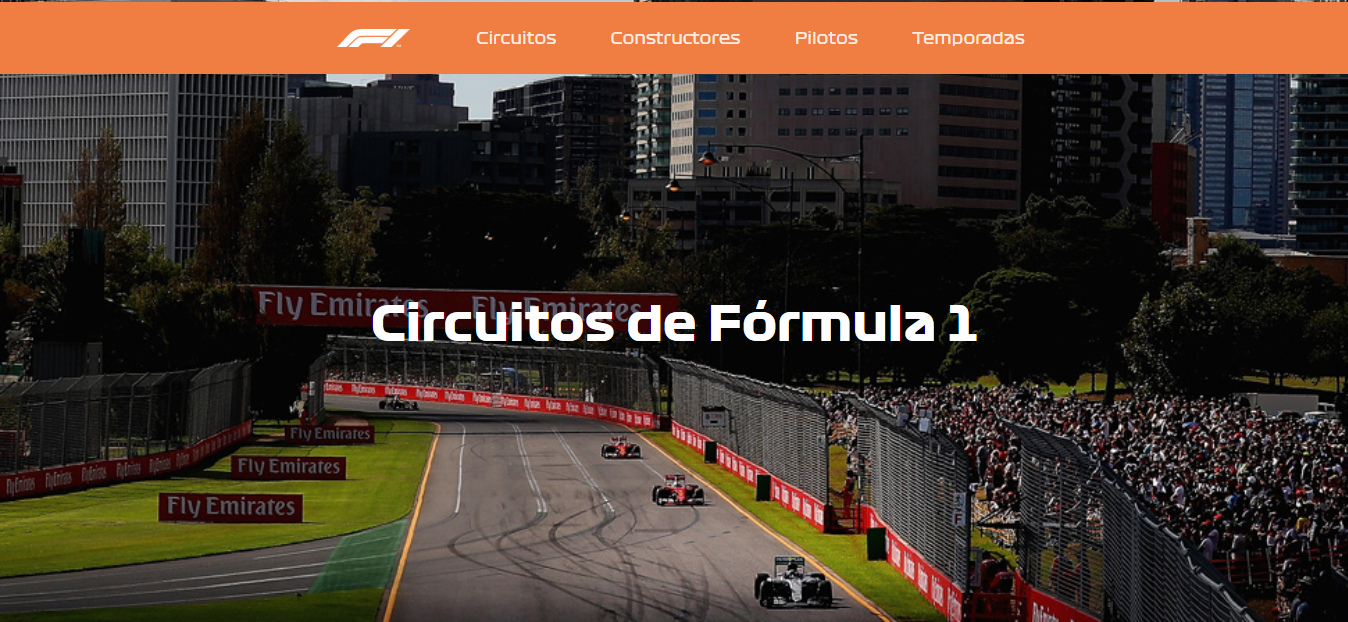 F1
Circuitos
Constructores
Pilotos
Temporadas
Fly Emirates Fly Emirates
Circuitos de Fórmula 1
Fly Emirates
Fly Emirates
Fly Emirates